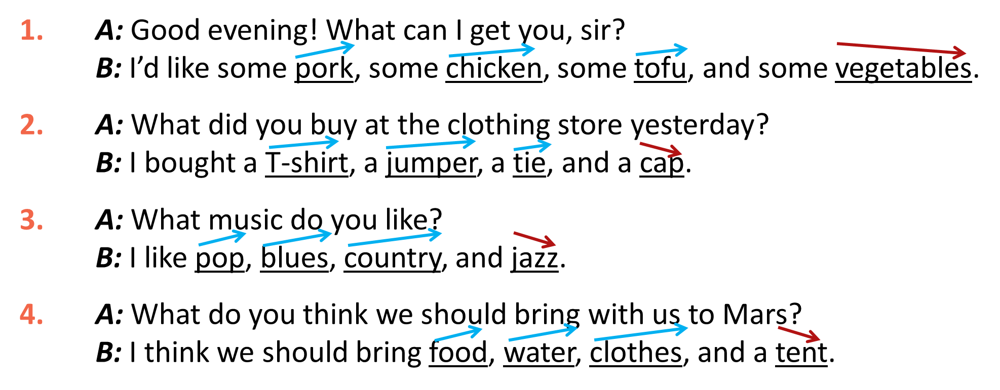 1. A: Good evening! What can I get you, sir?
B: I’d like some pork, some chicken, some tofu, and some vegetables.
2. A: What did you buy at the clothing store yesterday?
B: I bought a T-shirt, a jumper, a tie, and a cap.
3. A: What music do you like?
B: I like pop, blues, country, and jazz.
4. A: What do you think we should bring with us to Mars?
B: I think we should bring food, water, clothes, and a tent.